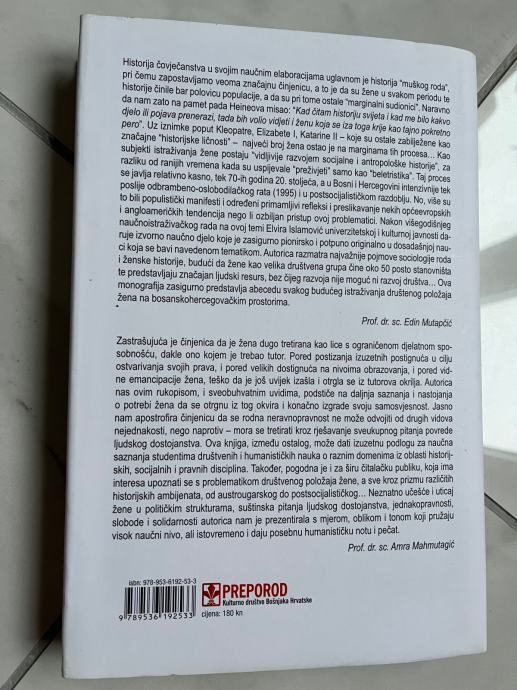 Historija čovječanstva u svojim naučnim elaboracijama uglavnom je historija "muškog roda",
pri čemu zapostavljamo veoma značajnu činjenicu, a to je da su žene u svakom periodu te
historije činile bar polovicu populacije, a da su pri tome ostale "marginalni sudionici". Naravno
da nam zato na pamet pada Heineova misao: "Kad čitam historiju svijeta i kad me bilo kakvo
djelo ili pojava prenerazi, tada bih volio vidjeti i ženu koja se iza toga krije kao tajno pokretno
pero". Uz iznimke poput Kleopatre, Elizabete I, Katarine II – koje su ostale zabilježene kao
značajne "historijske ličnosti" – najveći broj žena ostao je na marginama tih procesa... Kao
subjekti istraživanja žene postaju "vidljivije razvojem socijalne i antropološke historije", za
razliku od ranijih vremena kada su uspijevale "preživjeti" samo kao "beletristika". Taj proces
se javlja relativno kasno, tek 70-ih godina 20. stoljeća, a u Bosni i Hercegovini intenzivnije tek
poslije odbrambeno-oslobodilačkog rata (1995) i u postsocijalističkom razdoblju. No, više su
to bili populistički manifesti i određeni primamljivi refleksi i preslikavanje nekih općeevropskih
i angloameričkih tendencija nego li ozbiljan pristup ovoj problematici. Nakon višegodišnjeg
naučnoistraživačkog rada na ovoj temi Elvira Islamović univerzitetskoj i kulturnoj javnosti da-
ruje izvorno naučno djelo koje je zasigurno pionirsko i potpuno originalno u dosadašnjoj nau-
ci koja se bavi navedenom tematikom. Autorica razmatra najvažnije pojmove sociologije roda
i ženske historije, budući da žene kao velika društvena grupa čine oko 50 posto stanovništa
te predstavljaju značajan ljudski resurs, bez čijeg razvoja nije moguć ni razvoj društva... Ova
monografija zasigurno predstavlja abecedu svakog budućeg istraživanja društenog položaja
žena na bosanskohercegovačkim prostorima.
Prof. dr. sc. Edin Mutapčić
Zastrašujuća je činjenica da je žena dugo tretirana kao lice s ograničenom djelatnom spo-
sobnošću, dakle ono kojem je trebao tutor. Pored postizanja izuzetnih postignuća u cilju
ostvarivanja svojih prava, i pored velikih dostignuća na nivoima obrazovanja, i pored vid-
ne emancipacije žena, teško da je još uvijek izašla i otrgla se iz tutorova okrilja. Autorica
nas ovim rukopisom, i sveobuhvatnim uvidima, podstiče na daljnja saznanja i nastojanja
o potrebi žena da se otrgnu iz tog okvira i konačno izgrade svoju samosvjesnost. Jasno
nam apostrofira činjenicu da se rodna neravnopravnost ne može odvojiti od drugih vidova
nejednakosti, nego naprotiv – mora se tretirati kroz rješavanje sveukupnog pitanja povrede
ljudskog dostojanstva. Ova knjiga, između ostalog, može dati izuzetnu podlogu za naučna
saznanja studentima društvenih i humanističkih nauka o raznim domenima iz oblasti historij-
skih, socijalnih i pravnih disciplina. Također, pogodna je i za širu čitalačku publiku, koja ima
interesa upoznati se s problematikom društvenog položaja žene, a sve kroz prizmu različitih
historijskih ambijenata, od austrougarskog do postsocijalističkog... Neznatno učešće i uticaj
žene u političkim strukturama, suštinska pitanja ljudskog dostojanstva, jednakopravnosti,
slobode i solidarnosti autorica nam je prezentirala s mjerom, oblikom i tonom koji pružaju
visok naučni nivo, ali istovremeno i daju posebnu humanističku notu i pečat.
Prof. dr. sc. Amra Mahmutagić
isbn: 978-953-6192-53-3
9 789536 192533
PREPOROD
Kulturno društvo Bošnjaka Hrvatske
cijena: 180 kn